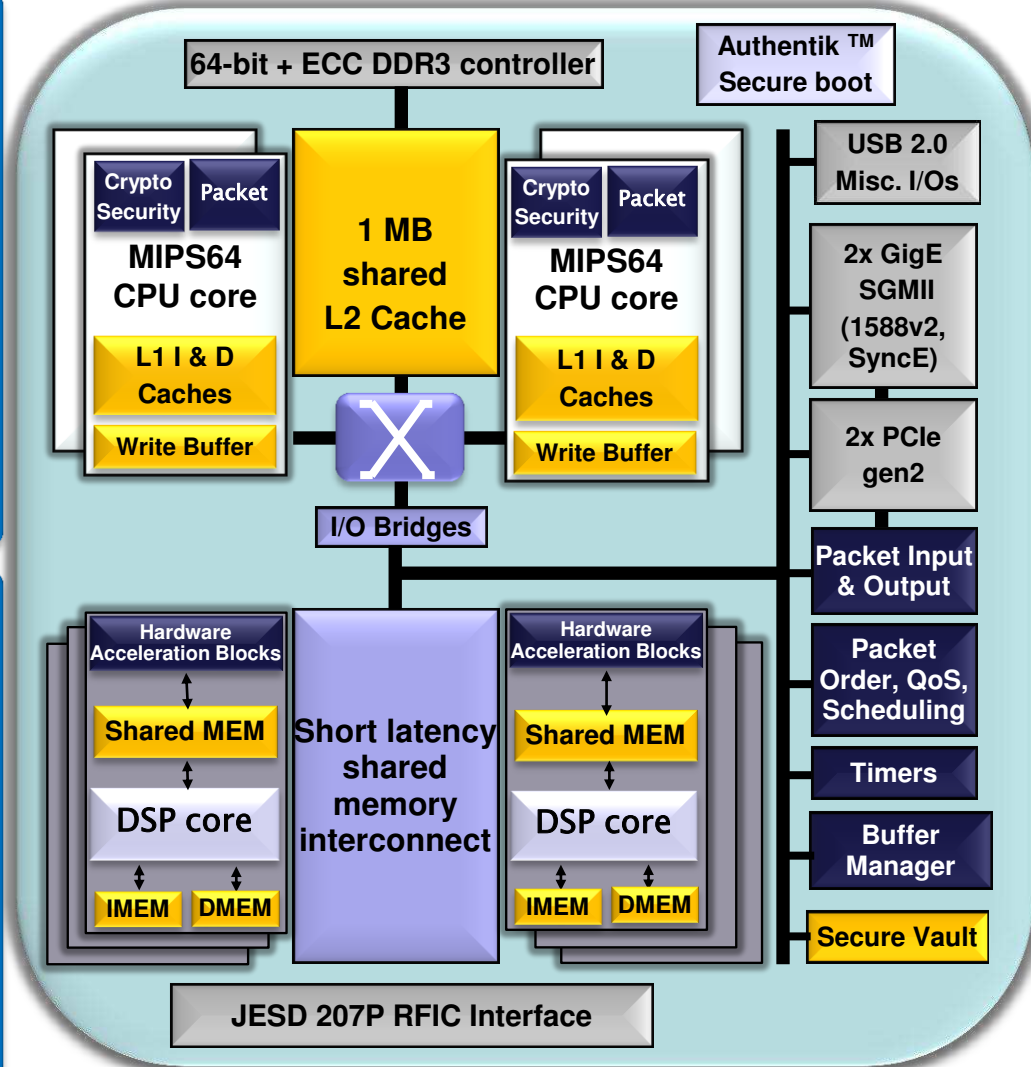 64-bit + ECC DDR3 controller
Authentik ™
Secure boot
Crypto
Security
Packet
MIPS64
CPU core
L1 I & D
Caches
Write Buffer
1 MB
shared
L2 Cache
Crypto
Security
Packet
MIPS64
CPU core
L1 I & D
Caches
Write Buffer
I/O Bridges
USB 2.0
Misc. I/Os
2x GigE
SGMII
(1588v2,
SyncE)
2x PCIe
gen2
Packet Input
& Output
Packet
Order, QoS,
Scheduling
Timers
Buffer
Manager
Secure Vault
Hardware
Acceleration Blocks
Shared MEM
DSP core
IMEM
DMEM
Short latency
shared
memory
interconnect
Hardware
Acceleration Blocks
Shared MEM
DSP core
IMEM
DMEM
JESD 207P RFIC Interface